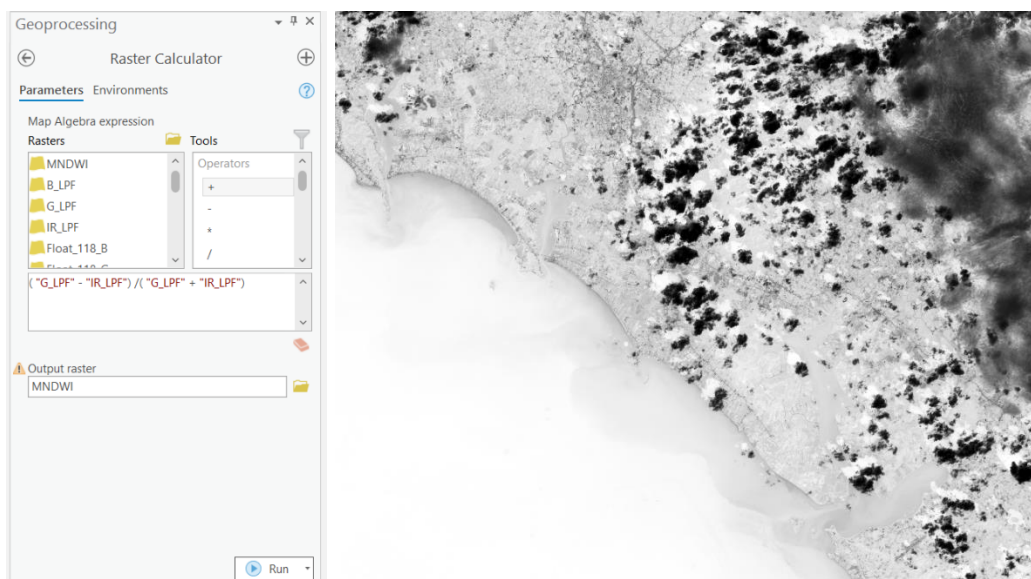 Geoprocessing
Raster Calculator
Parameters Environments
Map Algebra expression
Rasters Tools
MNDWI
B_LPF
G_LPF
IR_LPF
Float_118_B
Operators
+
-
*
/
( "G_LPF" - "IR_LPF") /( "G_LPF" + "IR_LPF")
Output raster
MNDWI
Run